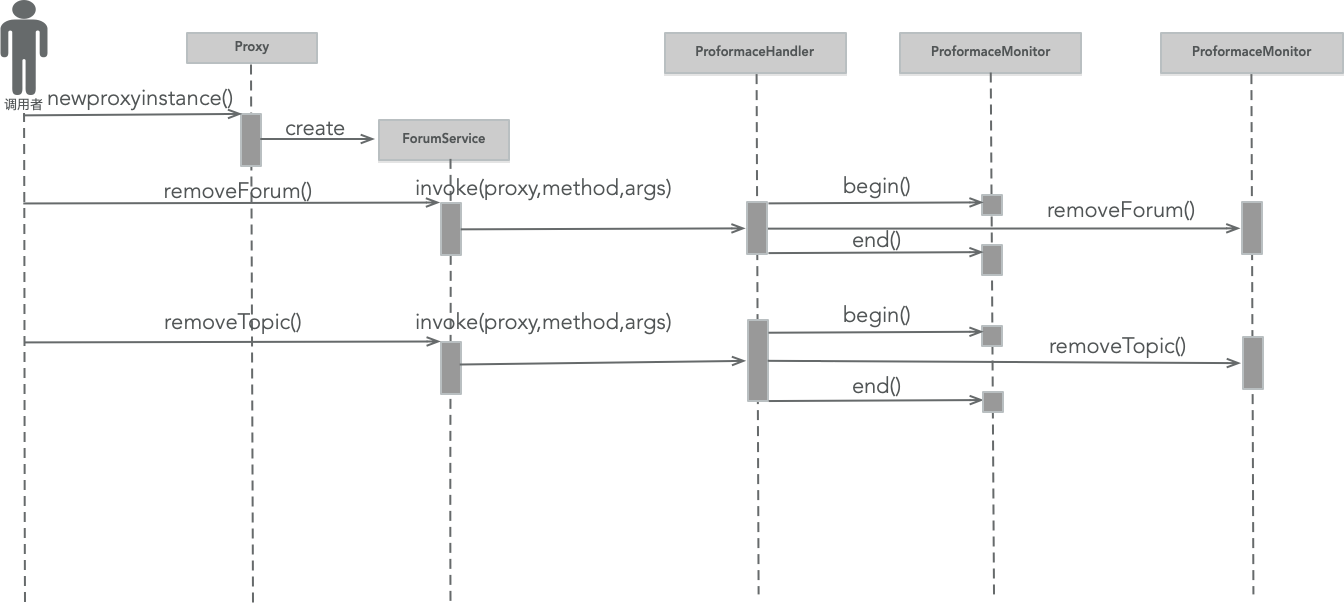 Proxy
ProformaceHandler
ProformaceMonitor
ProformaceMonitor
调用者
newproxyinstance()
create
ForumService
removeForum()
invoke(proxy,method,args)
begin()
removeForum()
end()
removeTopic()
invoke(proxy,method,args)
begin()
removeTopic()
end()